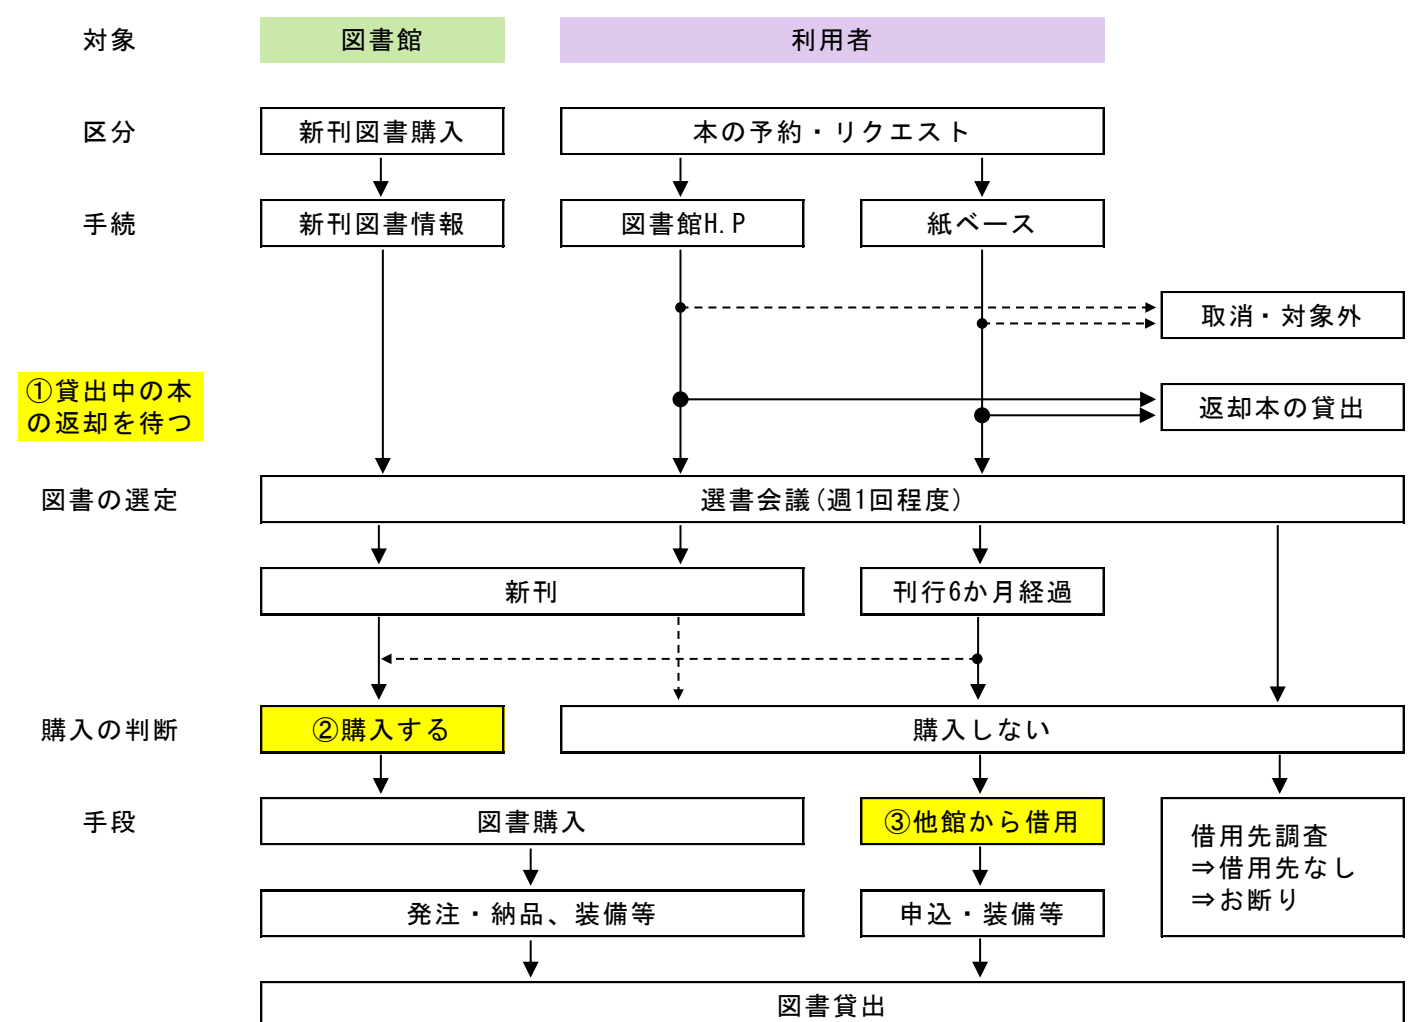 対象
図書館
利用者
区分
新刊図書購入
本の予約・リクエスト
手続
新刊図書情報
図書館H.P
紙ベース
取消・対象外
①貸出中の本
の返却を待つ
返却本の貸出
図書の選定
選書会議(週1回程度)
新刊
刊行6か月経過
購入の判断
②購入する
購入しない
手段
図書購入
③他館から借用
借用先調査
⇒借用先なし
⇒お断り
発注・納品、装備等
申込・装備等
図書貸出